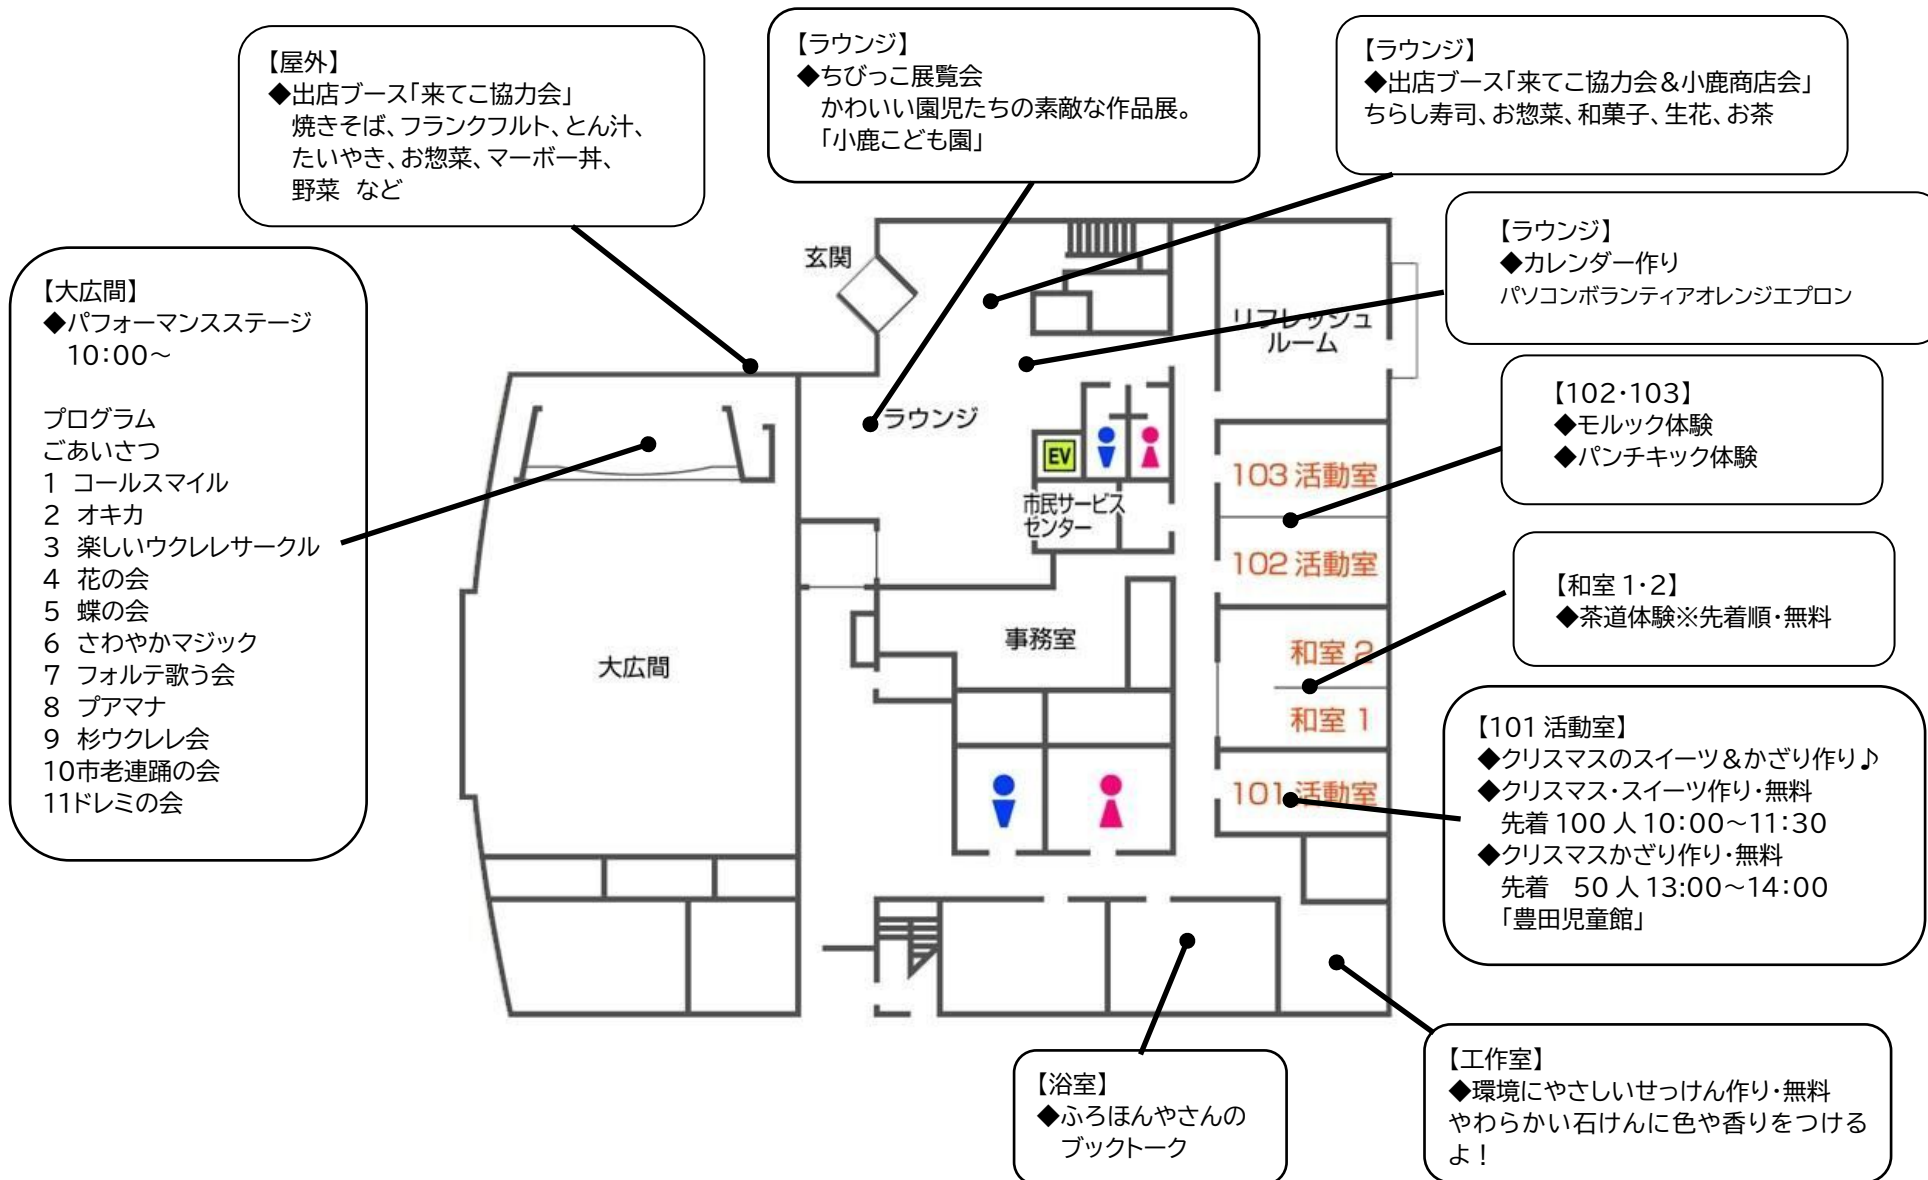 【屋外】
◆出店ブース「来てこ協力会」
焼きそば、フランクフルト、とん汁、
たいやき、お惣菜、マーボー丼、
野菜　など
【ラウンジ】
◆ちびっこ展覧会
かわいい園児たちの素敵な作品展。
「小鹿こども園」
【ラウンジ】
◆出店ブース「来てこ協力会＆小鹿商店会」
ちらし寿司、お惣菜、和菓子、生花、お茶
【ラウンジ】
◆カレンダー作り
パソコンボランティアオレンジエプロン
【大広間】
◆パフォーマンスステージ
10：00～
プログラム
ごあいさつ
1　コールスマイル
2　オキカ
3　楽しいウクレレサークル
4　花の会
5　蝶の会
6　さわやかマジック
7　フォルテ歌う会
8　プアマナ
9　杉ウクレレ会
10市老連踊の会
11ドレミの会
玄関
リフレッシュ
ルーム
ラウンジ
EV
市民サービス
センター
103 活動室
102 活動室
事務室
大広間
和室 2
和室 1
101 活動室
【102・103】
◆モルック体験
◆パンチキック体験
【和室 1・2】
◆茶道体験※先着順・無料
【101 活動室】
◆クリスマスのスイーツ＆かざり作り♪
◆クリスマス・スイーツ作り・無料
先着 100 人 10：00～11：30
◆クリスマスかざり作り・無料
先着　50 人 13:00～14：00
「豊田児童館」
【浴室】
◆ふろほんやさんの
ブックトーク
【工作室】
◆環境にやさしいせっけん作り・無料
やわらかい石けんに色や香りをつける
よ！